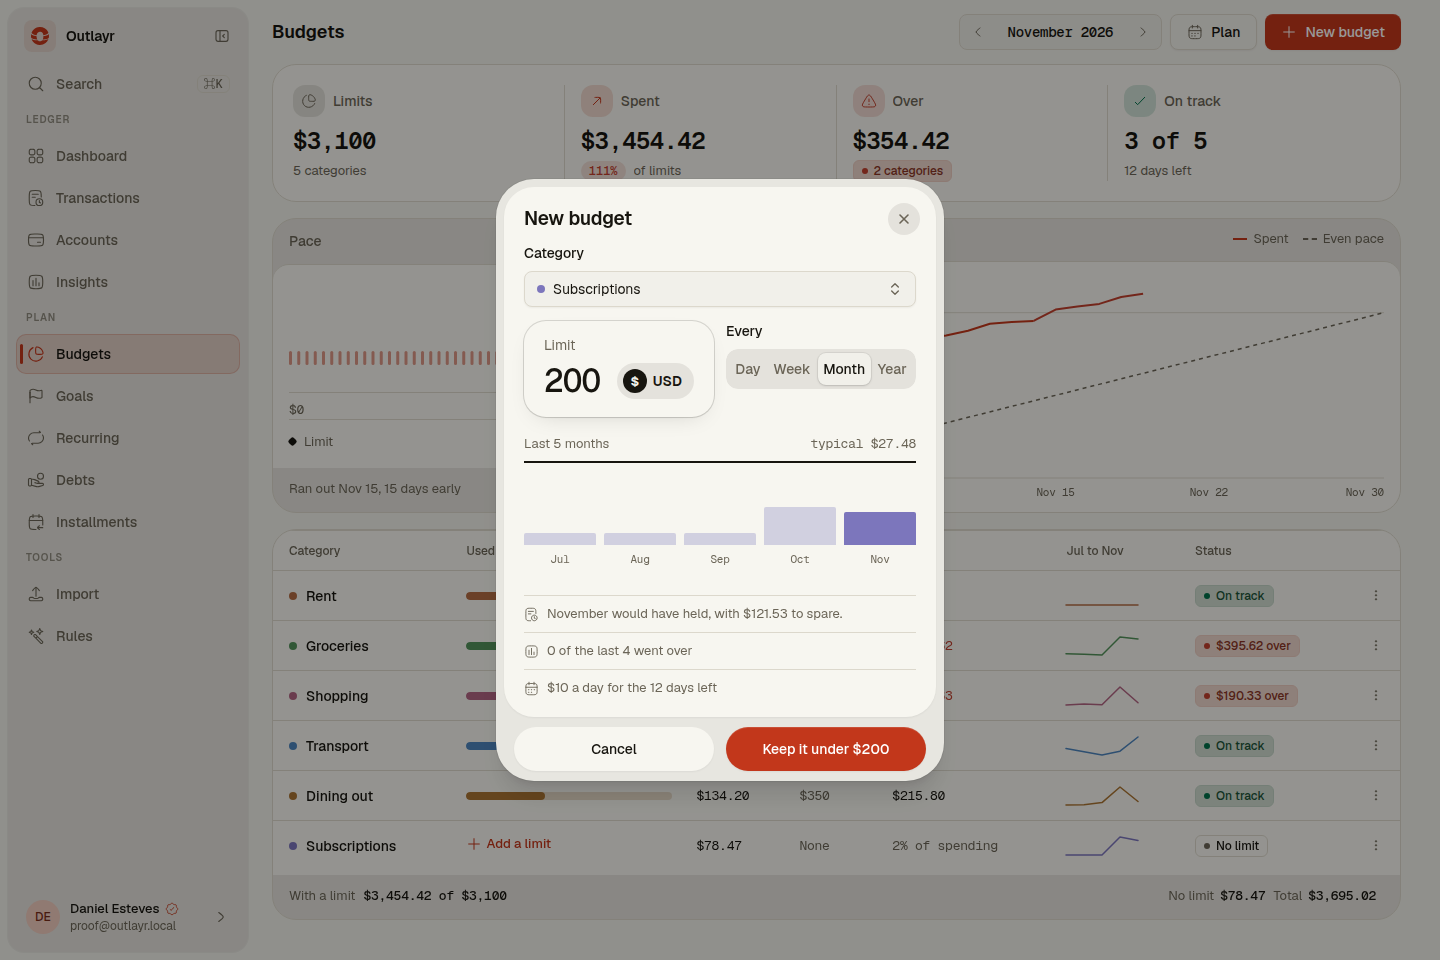 Outlayr
Search
⌘K
LEDGER
Dashboard
Transactions
Accounts
Insights
PLAN
Budgets
Goals
Recurring
Debts
Installments
TOOLS
Import
Rules
DE
Daniel Esteves
proof@outlayr.local
Budgets
November 2026
Plan
New budget
Limits
$3,100
5 categories
Spent
$3,454.42
111% of limits
Over
$354.42
2 categories
On track
3 of 5
12 days left
Pace
$0
Limit
Ran out Nov 15, 15 days early
Spent
Even pace
Nov 15
Nov 22
Nov 30
New budget
Category
Subscriptions
Limit
200
$ USD
Every
Day Week Month Year
Last 5 months
typical $27.48
Jul Aug Sep Oct Nov
November would have held, with $121.53 to spare.
0 of the last 4 went over
$10 a day for the 12 days left
Cancel
Keep it under $200
Category Used Jul to Nov Status
Rent On track
Groceries $395.62 over
Shopping $190.33 over
Transport On track
Dining out $134.20 $350 $215.80 On track
Subscriptions Add a limit $78.47 None 2% of spending No limit
With a limit $3,454.42 of $3,100
No limit $78.47 Total $3,695.02